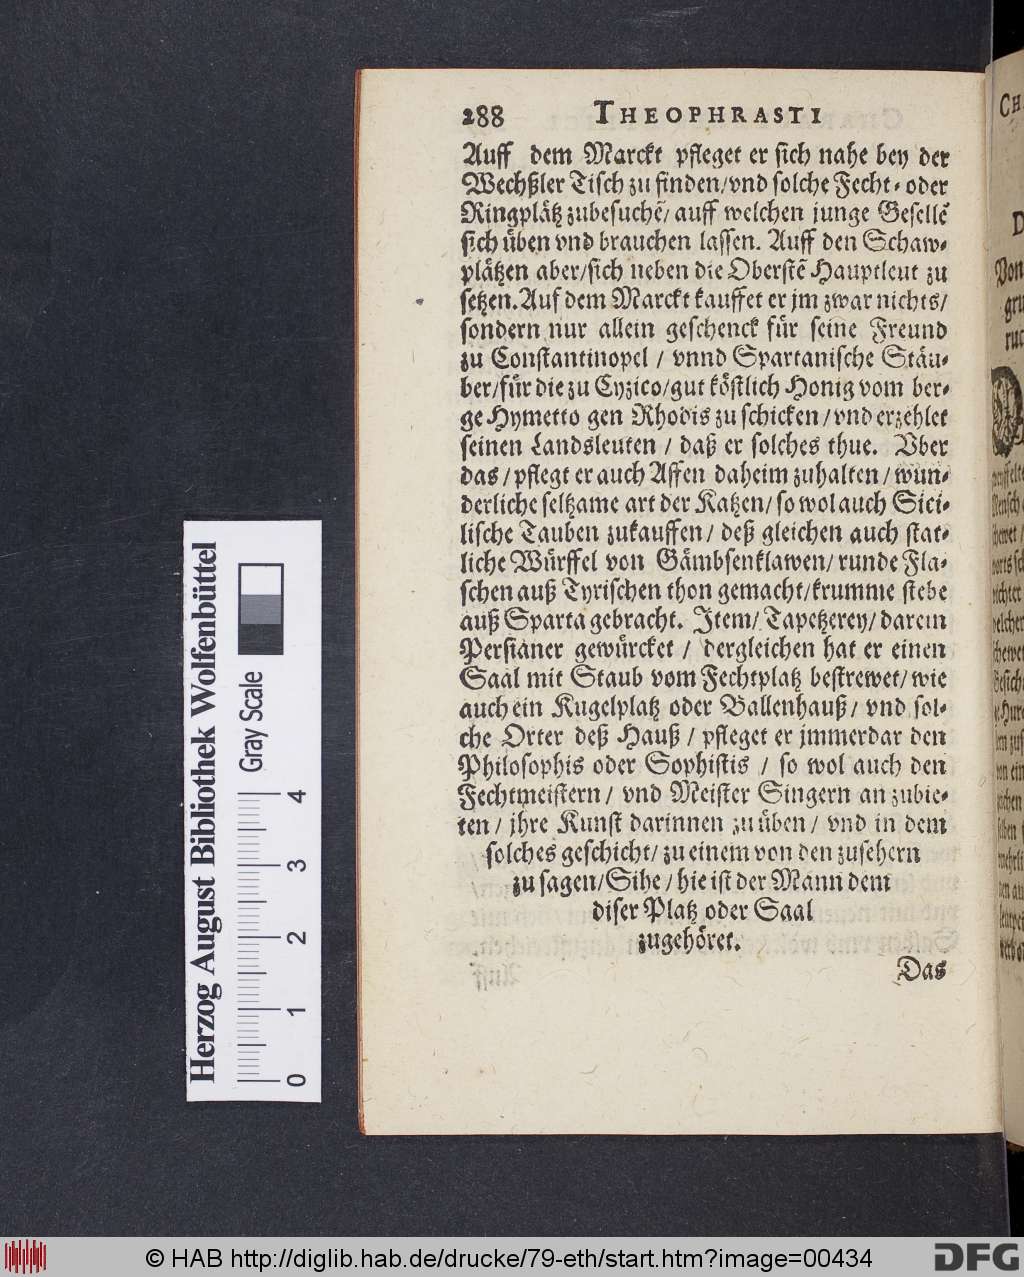 288 THEOPHRASTI
Auff dem Marckt pfleget er sich nahe bey der
Wechßler Tisch zu finden/vnd solche Fecht⸗oder
Ringplätz zubesuchẽ/ auff welchen junge Gesellẽ
sich üben vnd brauchen lassen. Auff den Schaw⸗
plätzen aber/sich neben die Oberstẽ Hauptleut zu
setzen. Auf dem Marckt kauffet er jm zwar nichts/
sondern nur allein geschenck für seine Freund
zu Constantinopel / vnnd Spartanische Stäu⸗
ber/für die zu Cyzico/gut köstlich Honig vom ber⸗
ge Hymetto gen Rhodis zu schicken/vnd erzehlet
seinen Landsleuten / daß er solches thue. Vber
das/pflegt er auch Affen daheim zuhalten/wun⸗
derliche seltzame art der Katzen/so wol auch Sici⸗
lische Tauben zukauffen/ deß gleichen auch stat⸗
liche Würffel von Gämbsenklawen/runde Fla⸗
schen auß Tyrischen thon gemacht/krumme stebe
auß Sparta gebracht. Item/Tapetzerey/darein
Persianer gewürcket / dergleichen hat er einen
Saal mit Staub vom Fechtplatz bestrewet/wie
auch ein Kugelplatz oder Ballenhauß/ vnd sol⸗
che Orter deß Hauß / pfleget er jmmerdar den
Philosophis oder Sophistis / so wol auch den
Fechtmeistern/ vnd Meister Singern an zubie⸗
ten/ jhre Kunst darinnen zu üben/ vnd in dem
solches geschicht/zu einem von den zusehern
zu sagen/Sihe/hie ist der Mann dem
diser Platz oder Saal
zugehöret.
Das
CH
D
Von
gru
ruc
Herzog August Bibliothek Wolfenbüttel
Gray Scale
0 1 2 3 4
© HAB http://diglib.hab.de/drucke/79-eth/start.htm?image=00434
DFG